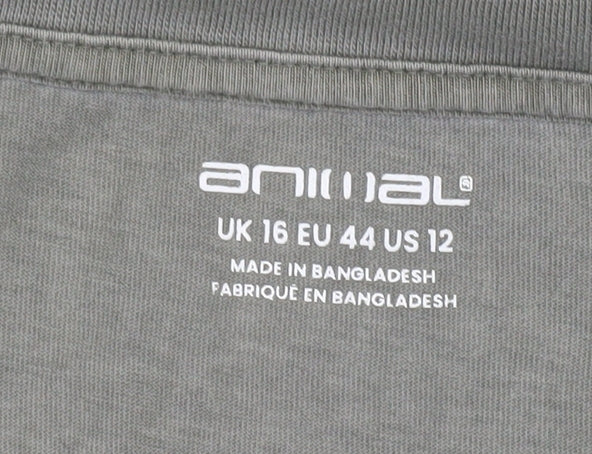 animal®
UK 16 EU 44 US 12
MADE IN BANGLADESH
FABRIQUÉ EN BANGLADESH